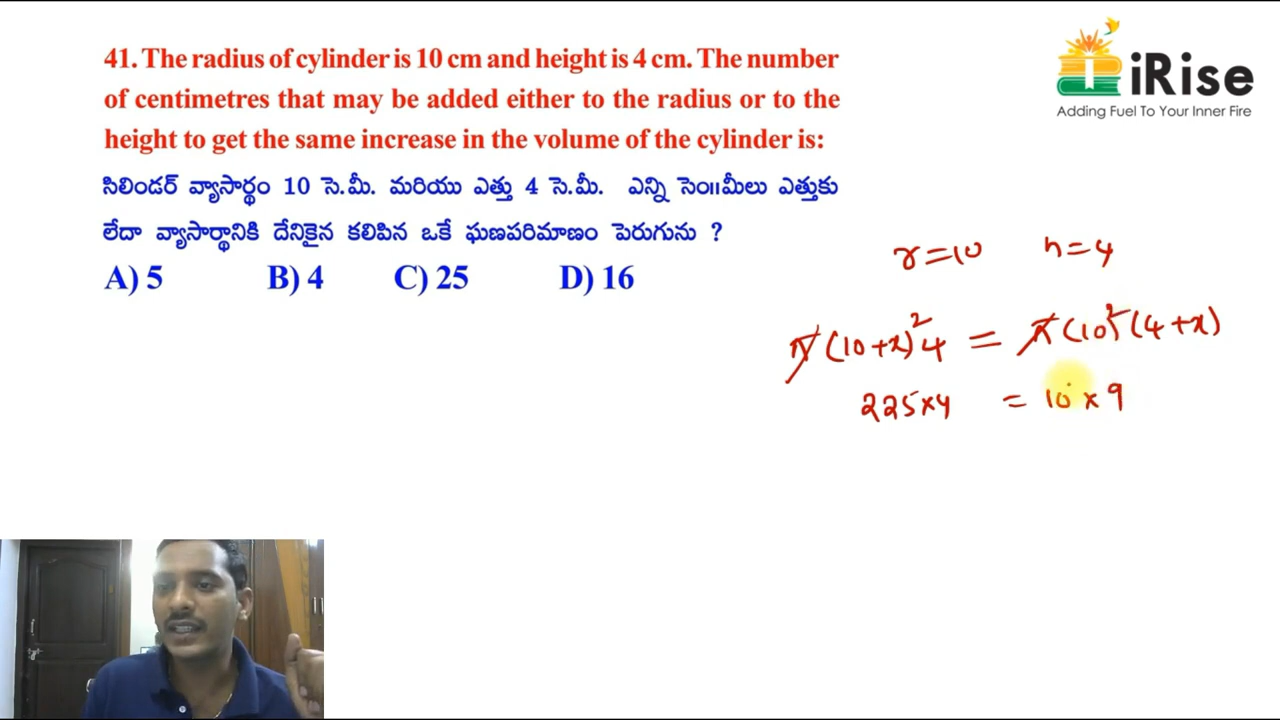 41. The radius of cylinder is 10 cm and height is 4 cm. The number
of centimetres that may be added either to the radius or to the
height to get the same increase in the volume of the cylinder is:
సిలిండర్ వ్యాసార్థం 10 సె.మీ. మరియు ఎత్తు 4 సె.మీ. ఎన్ని సెం॥మీలు ఎత్తుకు
లేదా వ్యాసార్థానికి దేనికైన కలిపిన ఒకే ఘణపరిమాణం పెరుగును ?
A) 5 B) 4 C) 25 D) 16
iRise
Adding Fuel To Your Inner Fire
r=10 h=4
π(10+x)²4 = π(10)²(4+x)
225×4 = 10 × 9